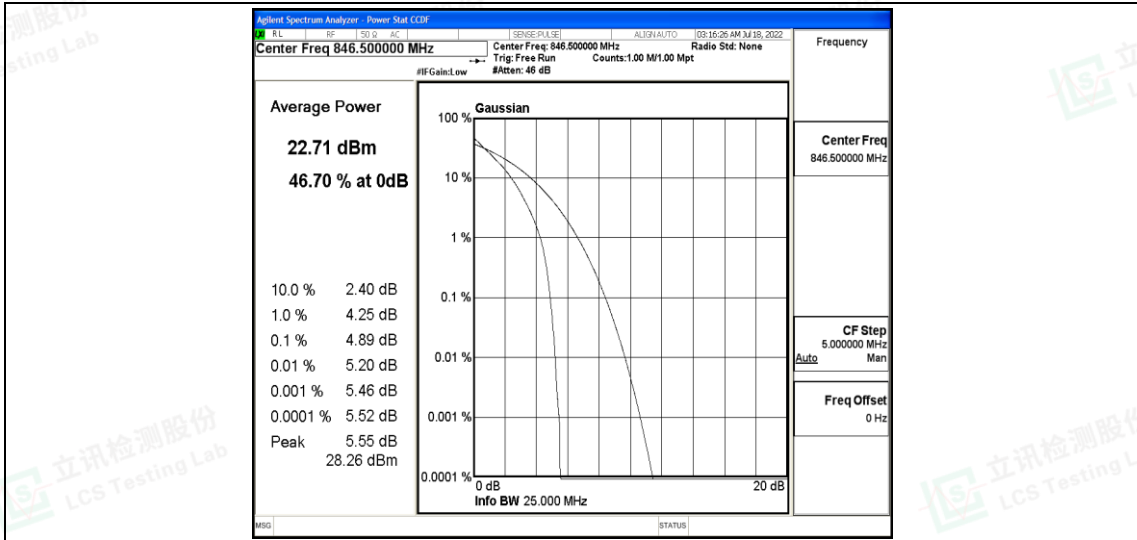 Agilent Spectrum Analyzer - Power Stat CCDF
LXI RL RF 50 Ω AC SENSE:PULSE ALIGNAUTO 03:16:26 AM Jul 18, 2022
Center Freq 846.500000 MHz
Center Freq: 846.500000 MHz Radio Std: None
Trig: Free Run Counts:1.00 M/1.00 Mpt
#IFGain:Low #Atten: 46 dB
Frequency
Average Power
22.71 dBm
46.70 % at 0dB
10.0 % 2.40 dB
1.0 % 4.25 dB
0.1 % 4.89 dB
0.01 % 5.20 dB
0.001 % 5.46 dB
0.0001 % 5.52 dB
Peak 5.55 dB
28.26 dBm
Gaussian
100 %
10 %
1 %
0.1 %
0.01 %
0.001 %
0.0001 %
0 dB 20 dB
Info BW 25.000 MHz
Center Freq
846.500000 MHz
CF Step
5.000000 MHz
Auto Man
Freq Offset
0 Hz
MSG STATUS
立讯检测股份
LCS Testing Lab
立讯检测股份
LCS Testing L
测股份
esting Lab
立
L